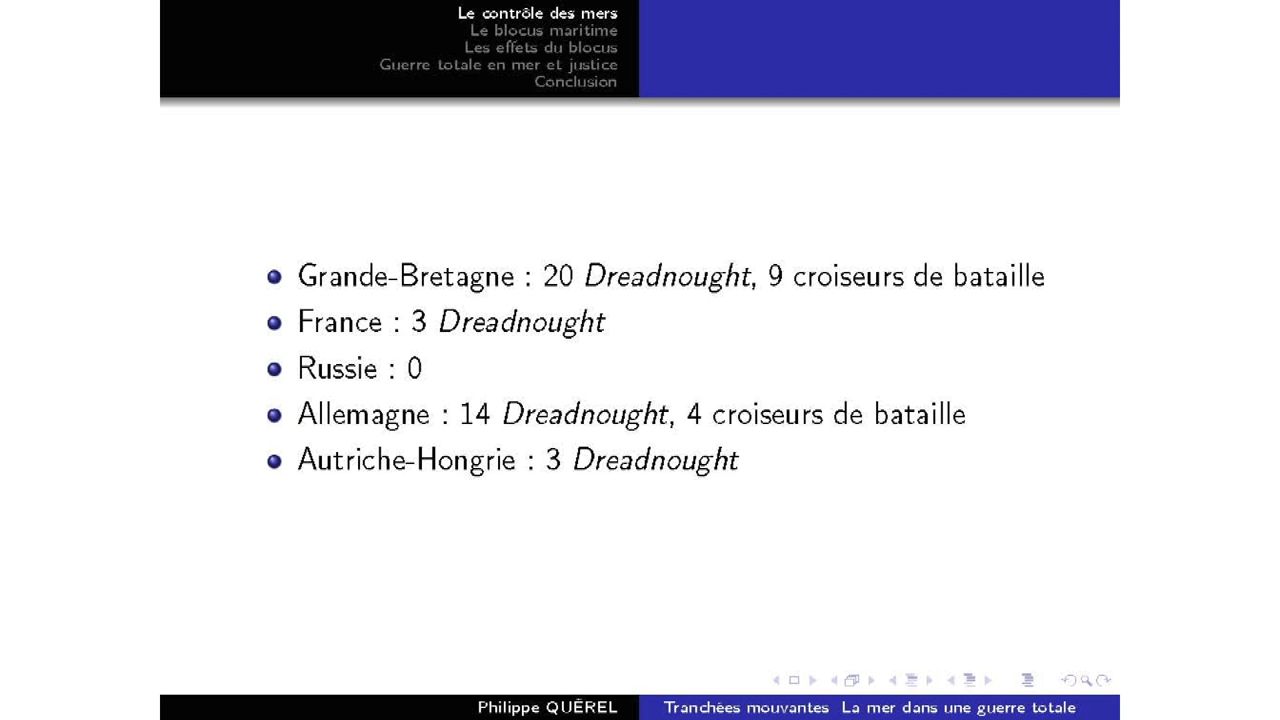 Le contrôle des mers
Le blocus maritime
Les effets du blocus
Guerre totale en mer et justice
Conclusion
Grande-Bretagne : 20 Dreadnought, 9 croiseurs de bataille
France : 3 Dreadnought
Russie : 0
Allemagne : 14 Dreadnought, 4 croiseurs de bataille
Autriche-Hongrie : 3 Dreadnought
Philippe QUÉREL
Tranchées mouvantes La mer dans une guerre totale